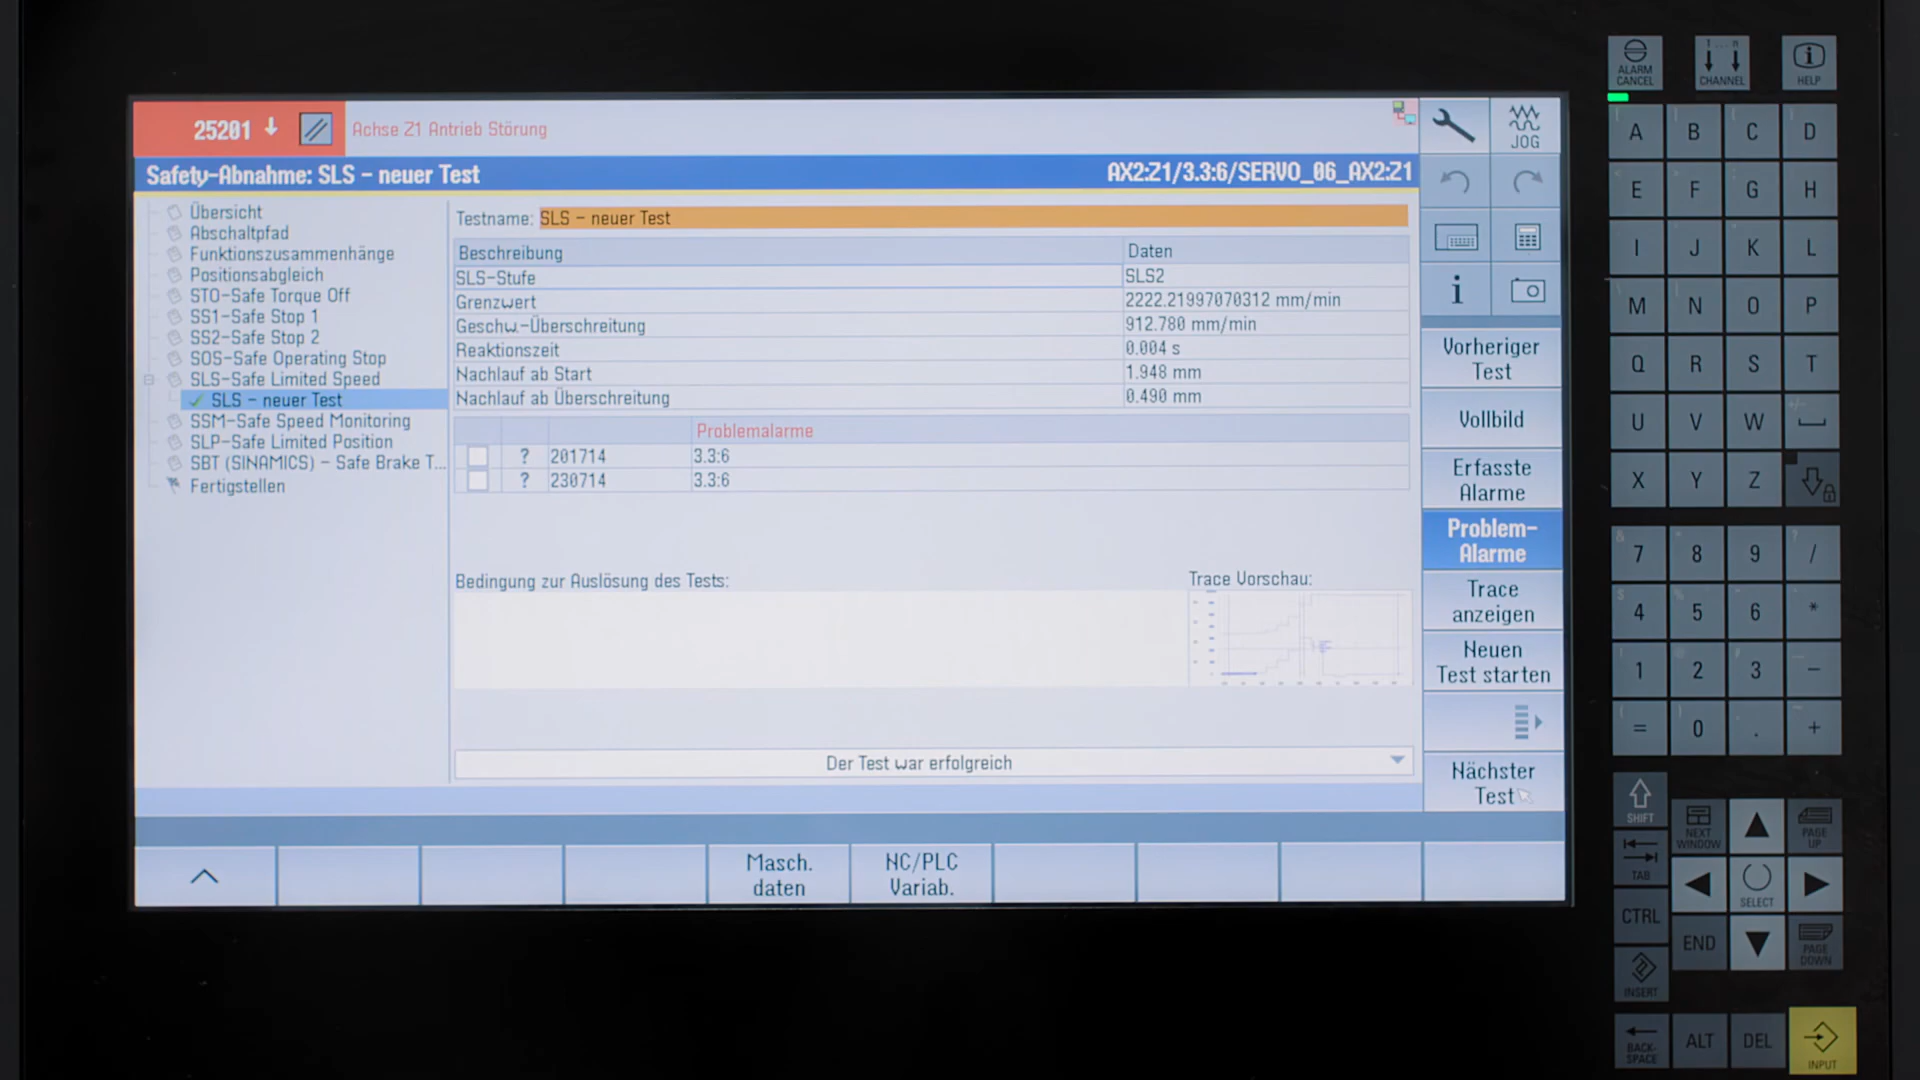 25201
Achse Z1 Antrieb Störung
JOG
Safety-Abnahme: SLS - neuer Test
AX2:Z1/3.3:6/SERVO_06_AX2:Z1
Übersicht
Abschaltpfad
Funktionszusammenhänge
Positionsabgleich
STO-Safe Torque Off
SS1-Safe Stop 1
SS2-Safe Stop 2
SOS-Safe Operating Stop
SLS-Safe Limited Speed
SLS - neuer Test
SSM-Safe Speed Monitoring
SLP-Safe Limited Position
SBT (SINAMICS) - Safe Brake T...
Fertigstellen
Testname: SLS - neuer Test
Beschreibung Daten
SLS-Stufe SLS2
Grenzwert 2222.21997070312 mm/min
Geschw.-Überschreitung 912.780 mm/min
Reaktionszeit 0.004 s
Nachlauf ab Start 1.948 mm
Nachlauf ab Überschreitung 0.490 mm
Problemalarme
? 201714 3.3:6
? 230714 3.3:6
Bedingung zur Auslösung des Tests:
Trace Vorschau:
Der Test war erfolgreich
i
Vorheriger
Test
Vollbild
Erfasste
Alarme
Problem-
Alarme
Trace
anzeigen
Neuen
Test starten
Nächster
Test
Masch.
daten
NC/PLC
Variab.
ALARM
CANCEL
1...n
CHANNEL
HELP
A B C D
E F G H
I J K L
M N O P
Q R S T
U V W
X Y Z
7 8 9 /
4 5 6 *
1 2 3 -
= 0 . +
SHIFT
NEXT
WINDOW
PAGE
UP
TAB
SELECT
CTRL
END
PAGE
DOWN
INSERT
BACK-
SPACE
ALT
DEL
INPUT